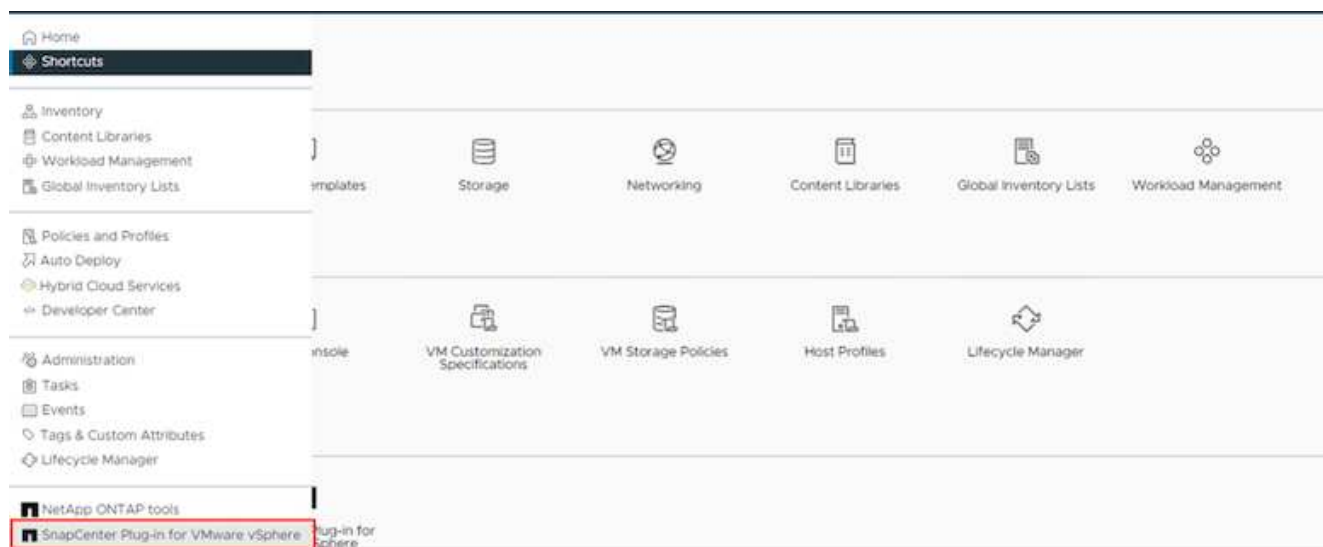 Home
Shortcuts
Inventory
Content Libraries
Workload Management
Global Inventory Lists
Policies and Profiles
Auto Deploy
Hybrid Cloud Services
Developer Center
Administration
Tasks
Events
Tags & Custom Attributes
Lifecycle Manager
NetApp ONTAP tools
SnapCenter Plug-in for VMware vSphere
emplates
Storage
Networking
Content Libraries
Global Inventory Lists
Workload Management
onsole
VM Customization
Specifications
VM Storage Policies
Host Profiles
Lifecycle Manager
Plug-in for
Sphere